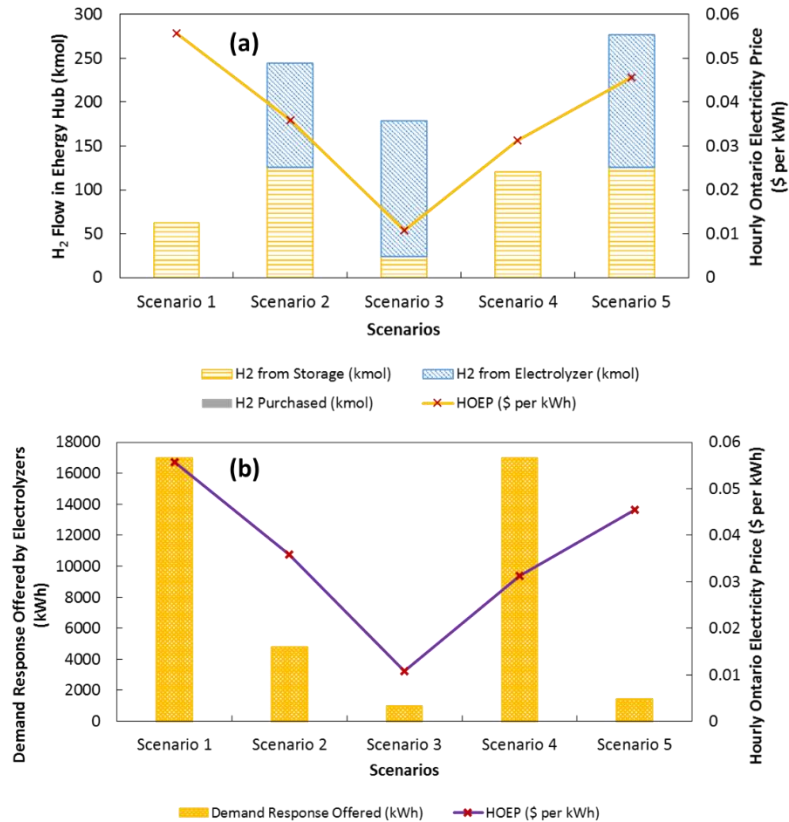 (a)
H₂ Flow in Energy Hub (kmol)
300
250
200
150
100
50
0
0.06
0.05
0.04
0.03
0.02
0.01
0
Hourly Ontario Electricity Price
($ per kWh)
Scenario 1
Scenario 2
Scenario 3
Scenario 4
Scenario 5
Scenarios
H2 from Storage (kmol)
H2 from Electrolyzer (kmol)
H2 Purchased (kmol)
HOEP ($ per kWh)
(b)
Demand Response Offered by Electrolyzers
(kWh)
18000
16000
14000
12000
10000
8000
6000
4000
2000
0
0.06
0.05
0.04
0.03
0.02
0.01
0
Hourly Ontario Electricity Price ($ per kWh)
Scenario 1
Scenario 2
Scenario 3
Scenario 4
Scenario 5
Scenarios
Demand Response Offered (kWh)
HOEP ($ per kWh)